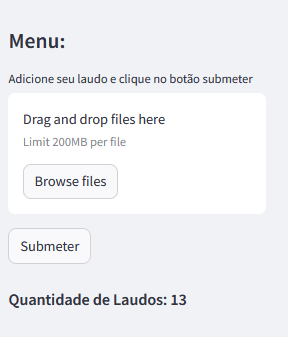 Menu:
Adicione seu laudo e clique no botão submeter
Drag and drop files here
Limit 200MB per file
Browse files
Submeter
Quantidade de Laudos: 13